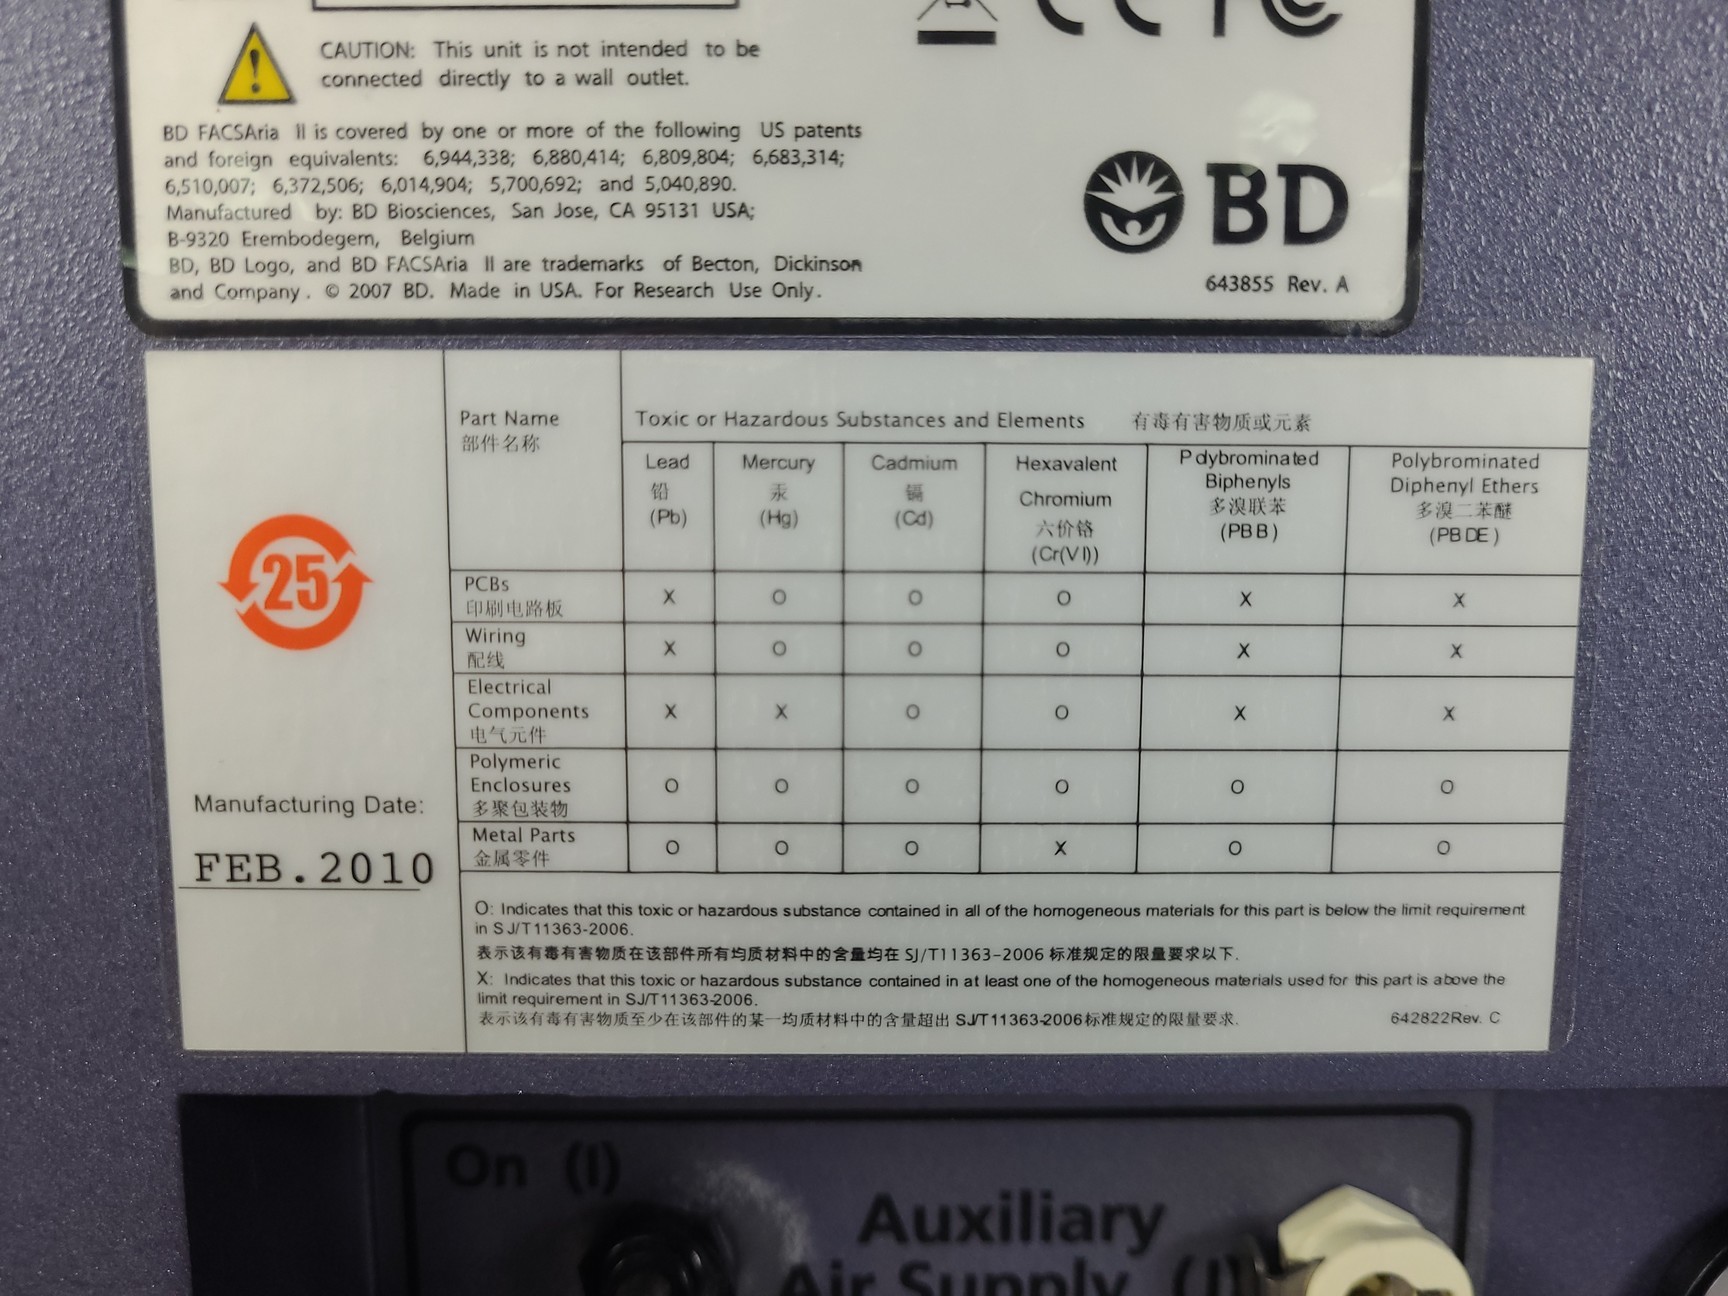 CAUTION: This unit is not intended to be
connected directly to a wall outlet.
BD FACSAria II is covered by one or more of the following US patents
and foreign equivalents: 6,944,338; 6,880,414; 6,809,804; 6,683,314;
6,510,007; 6,372,506; 6,014,904; 5,700,692; and 5,040,890.
Manufactured by: BD Biosciences, San Jose, CA 95131 USA;
B-9320 Erembodegem, Belgium
BD, BD Logo, and BD FACSAria II are trademarks of Becton, Dickinson
and Company. © 2007 BD. Made in USA. For Research Use Only.
BD
643855 Rev. A
25
Manufacturing Date:
FEB.2010
Part Name
部件名称
Toxic or Hazardous Substances and Elements 有毒有害物质或元素
Lead
铅
(Pb)
Mercury
汞
(Hg)
Cadmium
镉
(Cd)
Hexavalent
Chromium
六价铬
(Cr(VI))
Polybrominated
Biphenyls
多溴联苯
(PBB)
Polybrominated
Diphenyl Ethers
多溴二苯醚
(PBDE)
PCBs
印刷电路板
X O O O X X
Wiring
配线
X O O O X X
Electrical
Components
电气元件
X X O O X X
Polymeric
Enclosures
多聚包装物
O O O O O O
Metal Parts
金属零件
O O O X O O
O: Indicates that this toxic or hazardous substance contained in all of the homogeneous materials for this part is below the limit requirement
in SJ/T11363-2006.
表示该有毒有害物质在该部件所有均质材料中的含量均在 SJ/T11363-2006 标准规定的限量要求以下.
X: Indicates that this toxic or hazardous substance contained in at least one of the homogeneous materials used for this part is above the
limit requirement in SJ/T11363-2006.
表示该有毒有害物质至少在该部件的某一均质材料中的含量超出 SJ/T11363-2006标准规定的限量要求.
642822Rev. C
On (I)
Auxiliary
Air Supply (I)